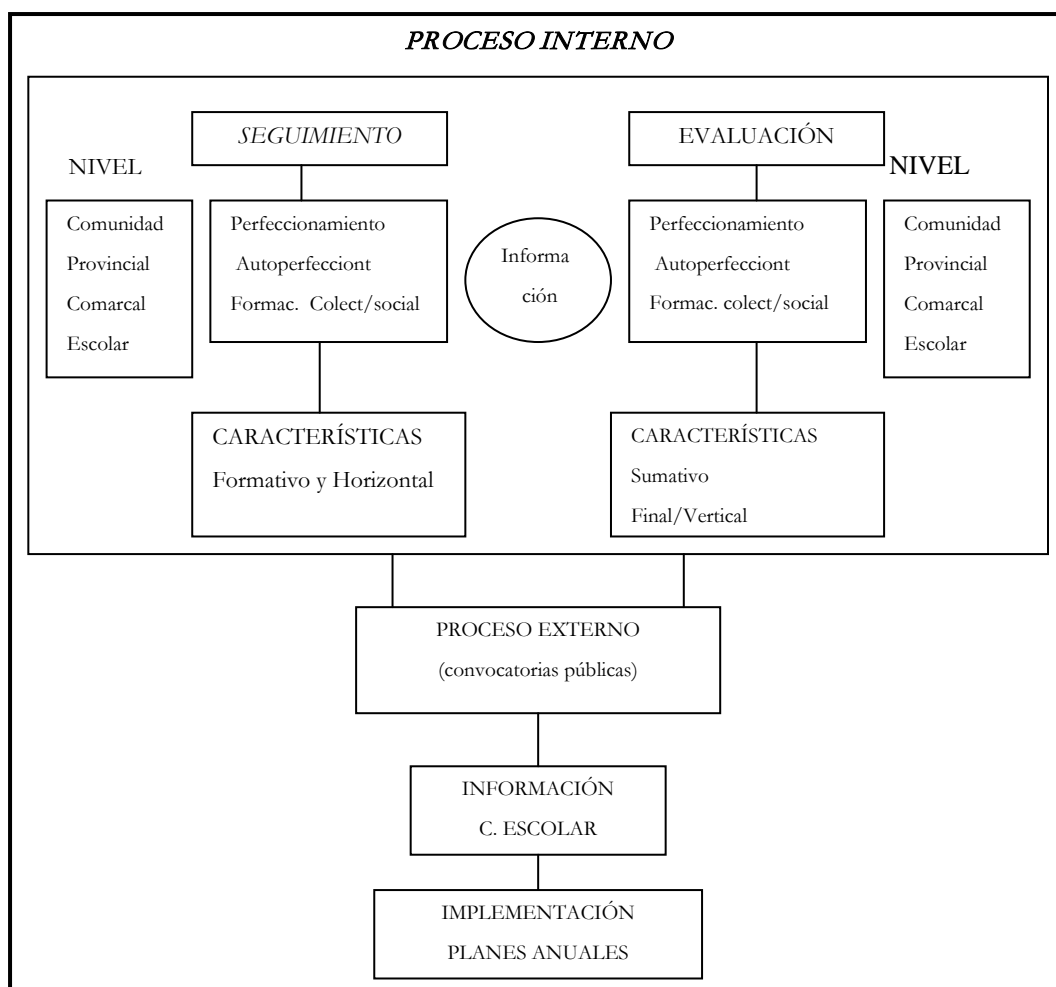 PROCESO INTERNO
SEGUIMIENTO
EVALUACIÓN
NIVEL
NIVEL
Comunidad
Provincial
Comarcal
Escolar
Perfeccionamiento
Autoperfecciont
Formac. Colect/social
Informa
ción
Perfeccionamiento
Autoperfecciont
Formac. colect/social
Comunidad
Provincial
Comarcal
Escolar
CARACTERÍSTICAS
Formativo y Horizontal
CARACTERÍSTICAS
Sumativo
Final/Vertical
PROCESO EXTERNO
(convocatorias públicas)
INFORMACIÓN
C. ESCOLAR
IMPLEMENTACIÓN
PLANES ANUALES